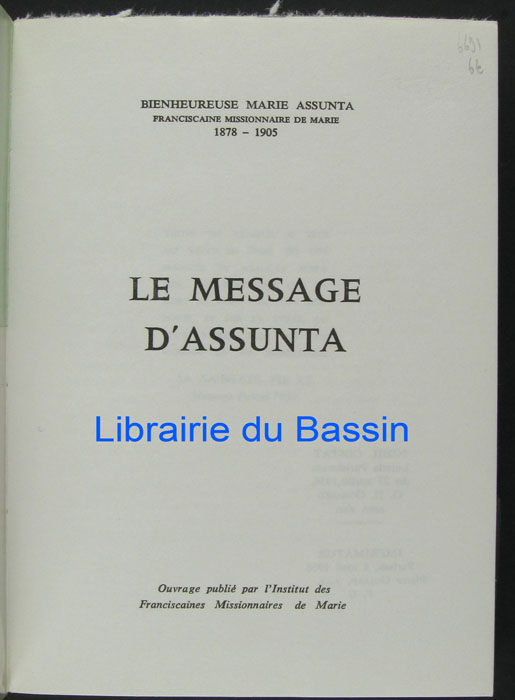 BIENHEUREUSE MARIE ASSUNTA
FRANCISCAINE MISSIONNAIRE DE MARIE
1878 – 1905
LE MESSAGE
D'ASSUNTA
Librairie du Bassin
Ouvrage publié par l'Institut des
Franciscaines Missionnaires de Marie